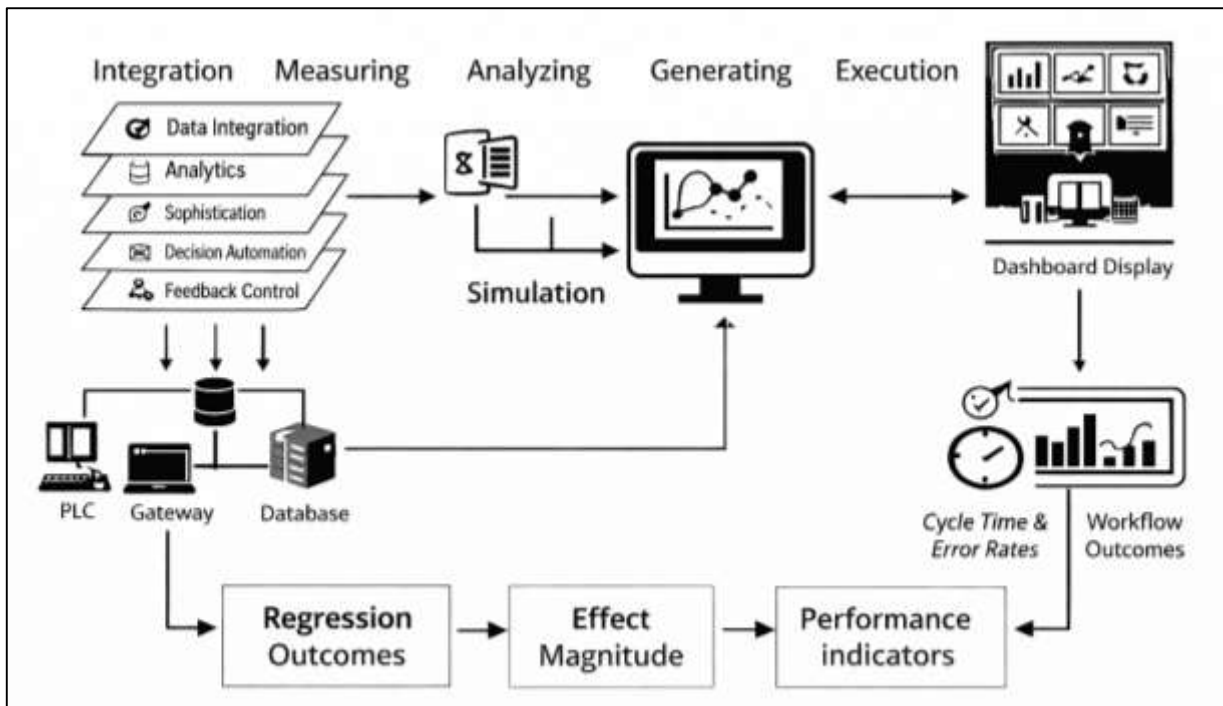 Integration Measuring Analyzing Generating Execution
Data Integration
Analytics
Sophistication
Decision Automation
Feedback Control
Simulation
Dashboard Display
PLC
Gateway
Database
Cycle Time &
Error Rates
Workflow
Outcomes
Regression
Outcomes
Effect
Magnitude
Performance
indicators